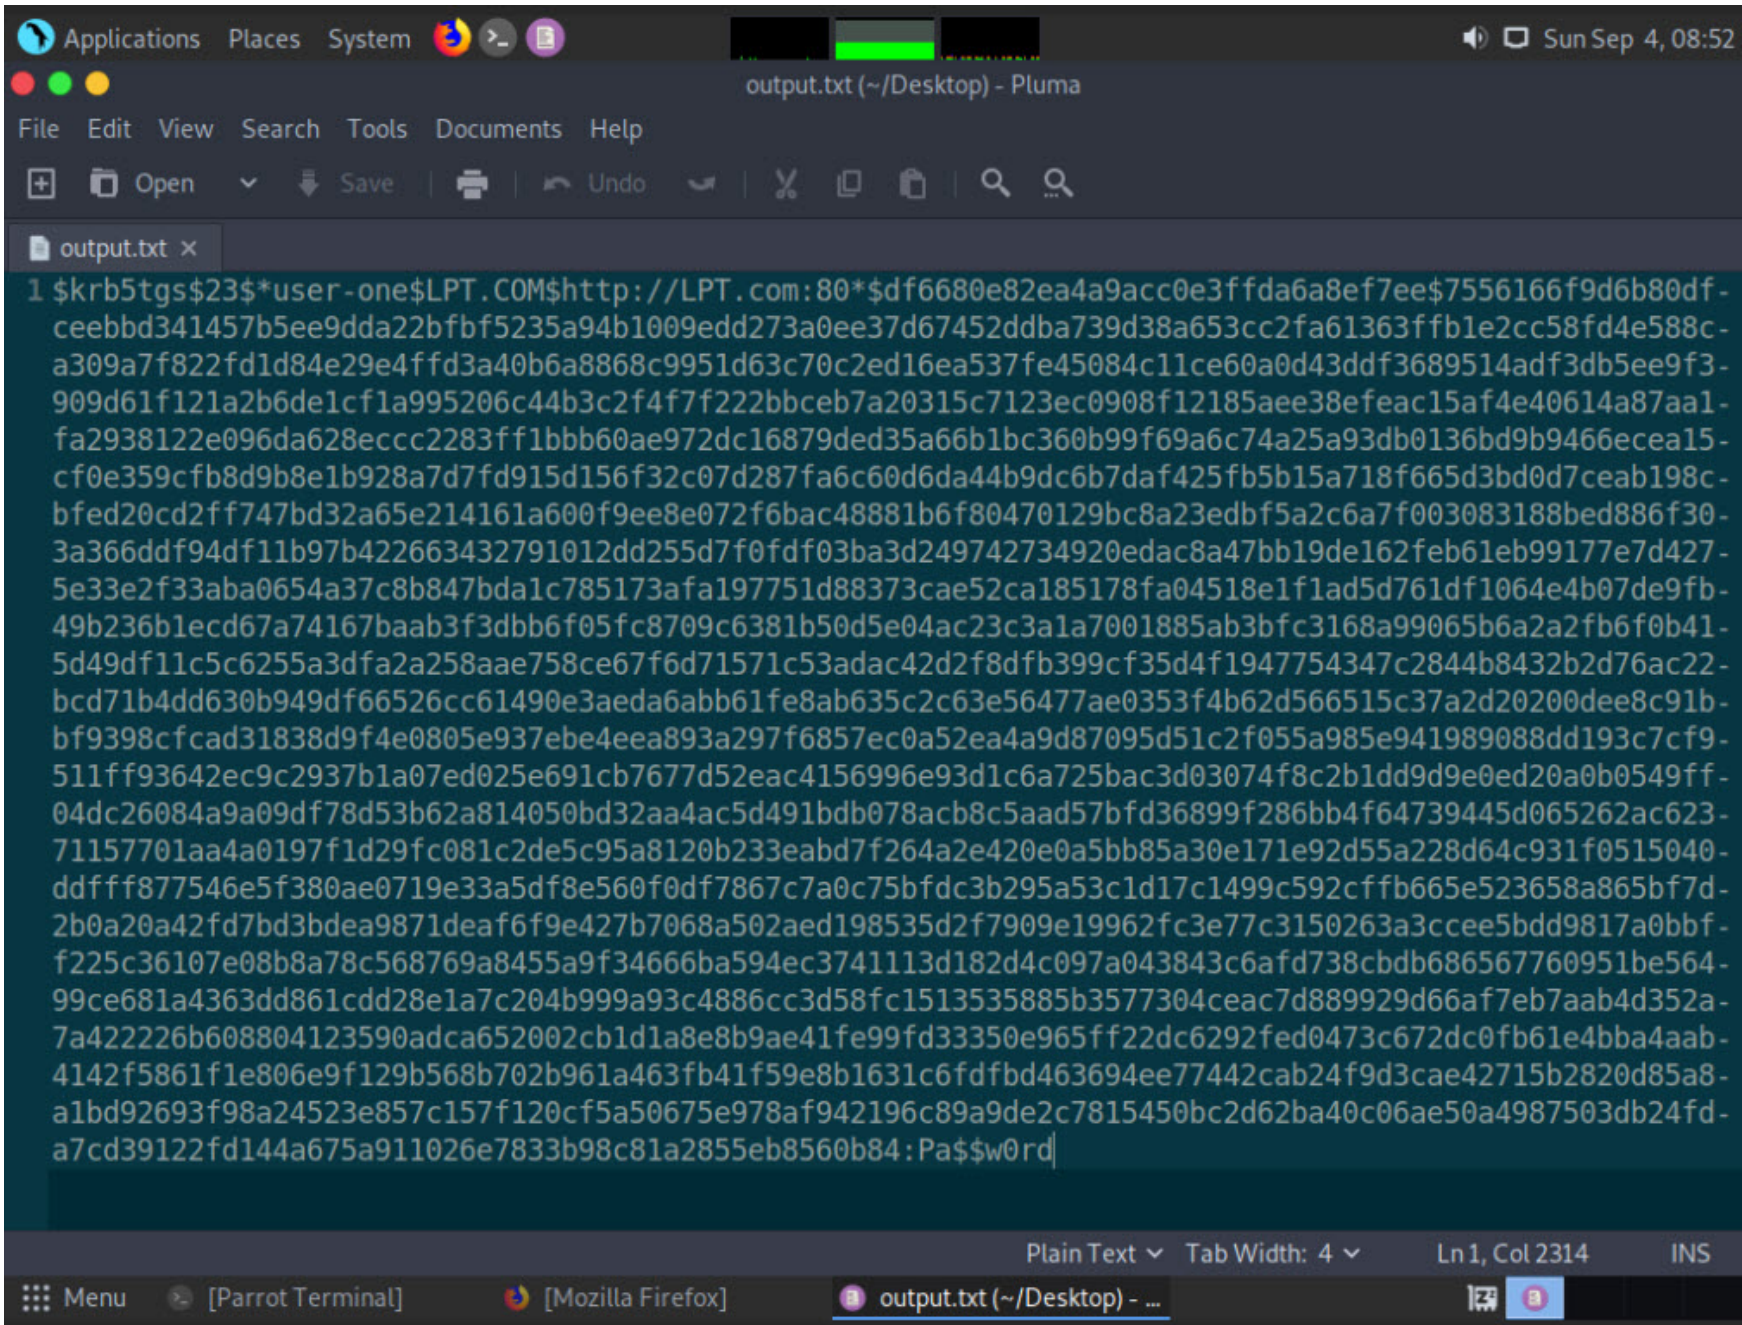 Applications Places System Sun Sep 4, 08:52
output.txt (~/Desktop) - Pluma
File Edit View Search Tools Documents Help
Open Save Undo
output.txt ×
1 $krb5tgs$23$*user-one$LPT.COM$http://LPT.com:80*$df6680e82ea4a9acc0e3ffda6a8ef7ee$7556166f9d6b80df-
ceebbd341457b5ee9dda22bfbf5235a94b1009edd273a0ee37d67452ddba739d38a653cc2fa61363ffb1e2cc58fd4e588c-
a309a7f822fd1d84e29e4ffd3a40b6a8868c9951d63c70c2ed16ea537fe45084c11ce60a0d43ddf3689514adf3db5ee9f3-
909d61f121a2b6de1cf1a995206c44b3c2f4f7f222bbceb7a20315c7123ec0908f12185aee38efeac15af4e40614a87aa1-
fa2938122e096da628eccc2283ff1bbb60ae972dc16879ded35a66b1bc360b99f69a6c74a25a93db0136bd9b9466ecea15-
cf0e359cfb8d9b8e1b928a7d7fd915d156f32c07d287fa6c60d6da44b9dc6b7daf425fb5b15a718f665d3bd0d7ceab198c-
bfed20cd2ff747bd32a65e214161a600f9ee8e072f6bac48881b6f80470129bc8a23edbf5a2c6a7f003083188bed886f30-
3a366ddf94df11b97b422663432791012dd255d7f0fdf03ba3d249742734920edac8a47bb19de162feb61eb99177e7d427-
5e33e2f33aba0654a37c8b847bda1c785173afa197751d88373cae52ca185178fa04518e1f1ad5d761df1064e4b07de9fb-
49b236b1ecd67a74167baab3f3dbb6f05fc8709c6381b50d5e04ac23c3a1a7001885ab3bfc3168a99065b6a2a2fb6f0b41-
5d49df11c5c6255a3dfa2a258aae758ce67f6d71571c53adac42d2f8dfb399cf35d4f1947754347c2844b8432b2d76ac22-
bcd71b4dd630b949df66526cc61490e3aeda6abb61fe8ab635c2c63e56477ae0353f4b62d566515c37a2d20200dee8c91b-
bf9398cfcad31838d9f4e0805e937ebe4eea893a297f6857ec0a52ea4a9d87095d51c2f055a985e941989088dd193c7cf9-
511ff93642ec9c2937b1a07ed025e691cb7677d52eac4156996e93d1c6a725bac3d03074f8c2b1dd9d9e0ed20a0b0549ff-
04dc26084a9a09df78d53b62a814050bd32aa4ac5d491bdb078acb8c5aad57bfd36899f286bb4f64739445d065262ac623-
71157701aa4a0197f1d29fc081c2de5c95a8120b233eabd7f264a2e420e0a5bb85a30e171e92d55a228d64c931f0515040-
ddfff877546e5f380ae0719e33a5df8e560f0df7867c7a0c75bfdc3b295a53c1d17c1499c592cffb665e523658a865bf7d-
2b0a20a42fd7bd3bdea9871deaf6f9e427b7068a502aed198535d2f7909e19962fc3e77c3150263a3ccee5bdd9817a0bbf-
f225c36107e08b8a78c568769a8455a9f34666ba594ec3741113d182d4c097a043843c6afd738cbdb686567760951be564-
99ce681a4363dd861cdd28e1a7c204b999a93c4886cc3d58fc1513535885b3577304ceac7d889929d66af7eb7aab4d352a-
7a422226b608804123590adca652002cb1d1a8e8b9ae41fe99fd33350e965ff22dc6292fed0473c672dc0fb61e4bba4aab-
4142f5861f1e806e9f129b568b702b961a463fb41f59e8b1631c6fdfbd463694ee77442cab24f9d3cae42715b2820d85a8-
a1bd92693f98a24523e857c157f120cf5a50675e978af942196c89a9de2c7815450bc2d62ba40c06ae50a4987503db24fd-
a7cd39122fd144a675a911026e7833b98c81a2855eb8560b84:Pa$$w0rd
Plain Text Tab Width: 4 Ln 1, Col 2314 INS
Menu [Parrot Terminal] [Mozilla Firefox] output.txt (~/Desktop) - ...